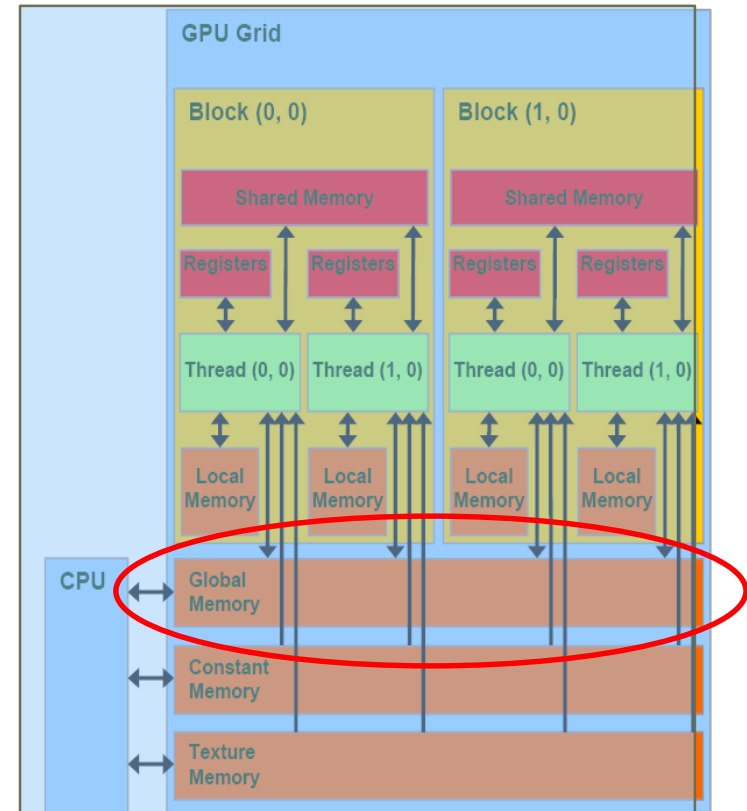 GPU Grid
Block (0, 0)
Block (1, 0)
Shared Memory
Shared Memory
Registers
Registers
Registers
Registers
Thread (0, 0)
Thread (1, 0)
Thread (0, 0)
Thread (1, 0)
Local
Memory
Local
Memory
Local
Memory
Local
Memory
CPU
Global
Memory
Constant
Memory
Texture
Memory